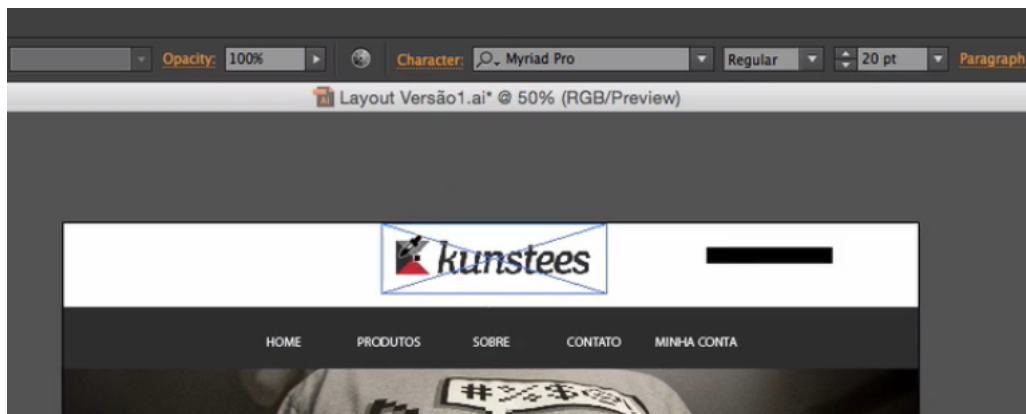 Opacity: 100% Character: Myriad Pro Regular 20 pt Paragraph
Layout Versão1.ai* @ 50% (RGB/Preview)
kunstees
HOME PRODUTOS SOBRE CONTATO MINHA CONTA
#%$@